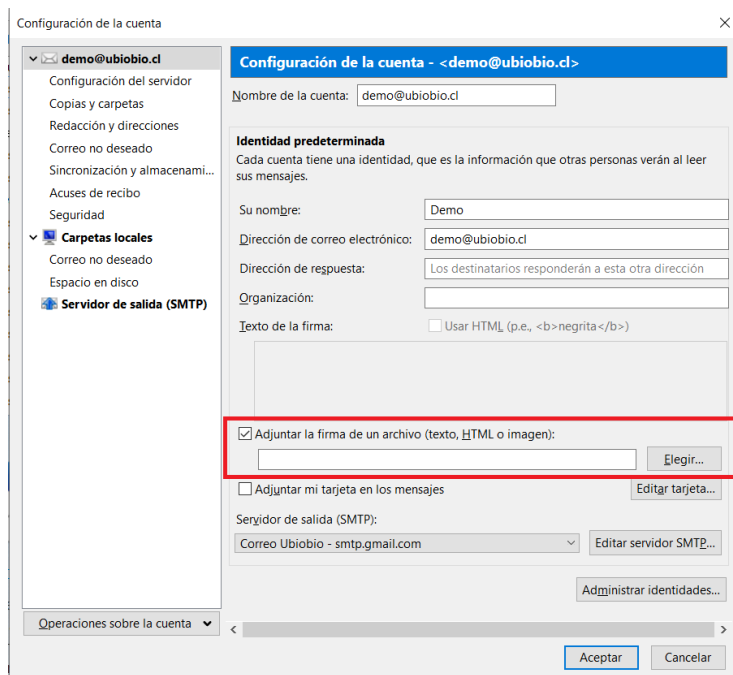 Configuración de la cuenta
demo@ubiobio.cl
Configuración del servidor
Copias y carpetas
Redacción y direcciones
Correo no deseado
Sincronización y almacenami...
Acuses de recibo
Seguridad
Carpetas locales
Correo no deseado
Espacio en disco
Servidor de salida (SMTP)
Operaciones sobre la cuenta
Configuración de la cuenta - <demo@ubiobio.cl>
Nombre de la cuenta: demo@ubiobio.cl
Identidad predeterminada
Cada cuenta tiene una identidad, que es la información que otras personas verán al leer
sus mensajes.
Su nombre: Demo
Dirección de correo electrónico: demo@ubiobio.cl
Dirección de respuesta: Los destinatarios responderán a esta otra dirección
Organización:
Texto de la firma: Usar HTML (p.e., <b>negrita</b>)
Adjuntar la firma de un archivo (texto, HTML o imagen):
Elegir...
Adjuntar mi tarjeta en los mensajes Editar tarjeta...
Servidor de salida (SMTP):
Correo Ubiobio - smtp.gmail.com Editar servidor SMTP...
Administrar identidades...
Aceptar Cancelar